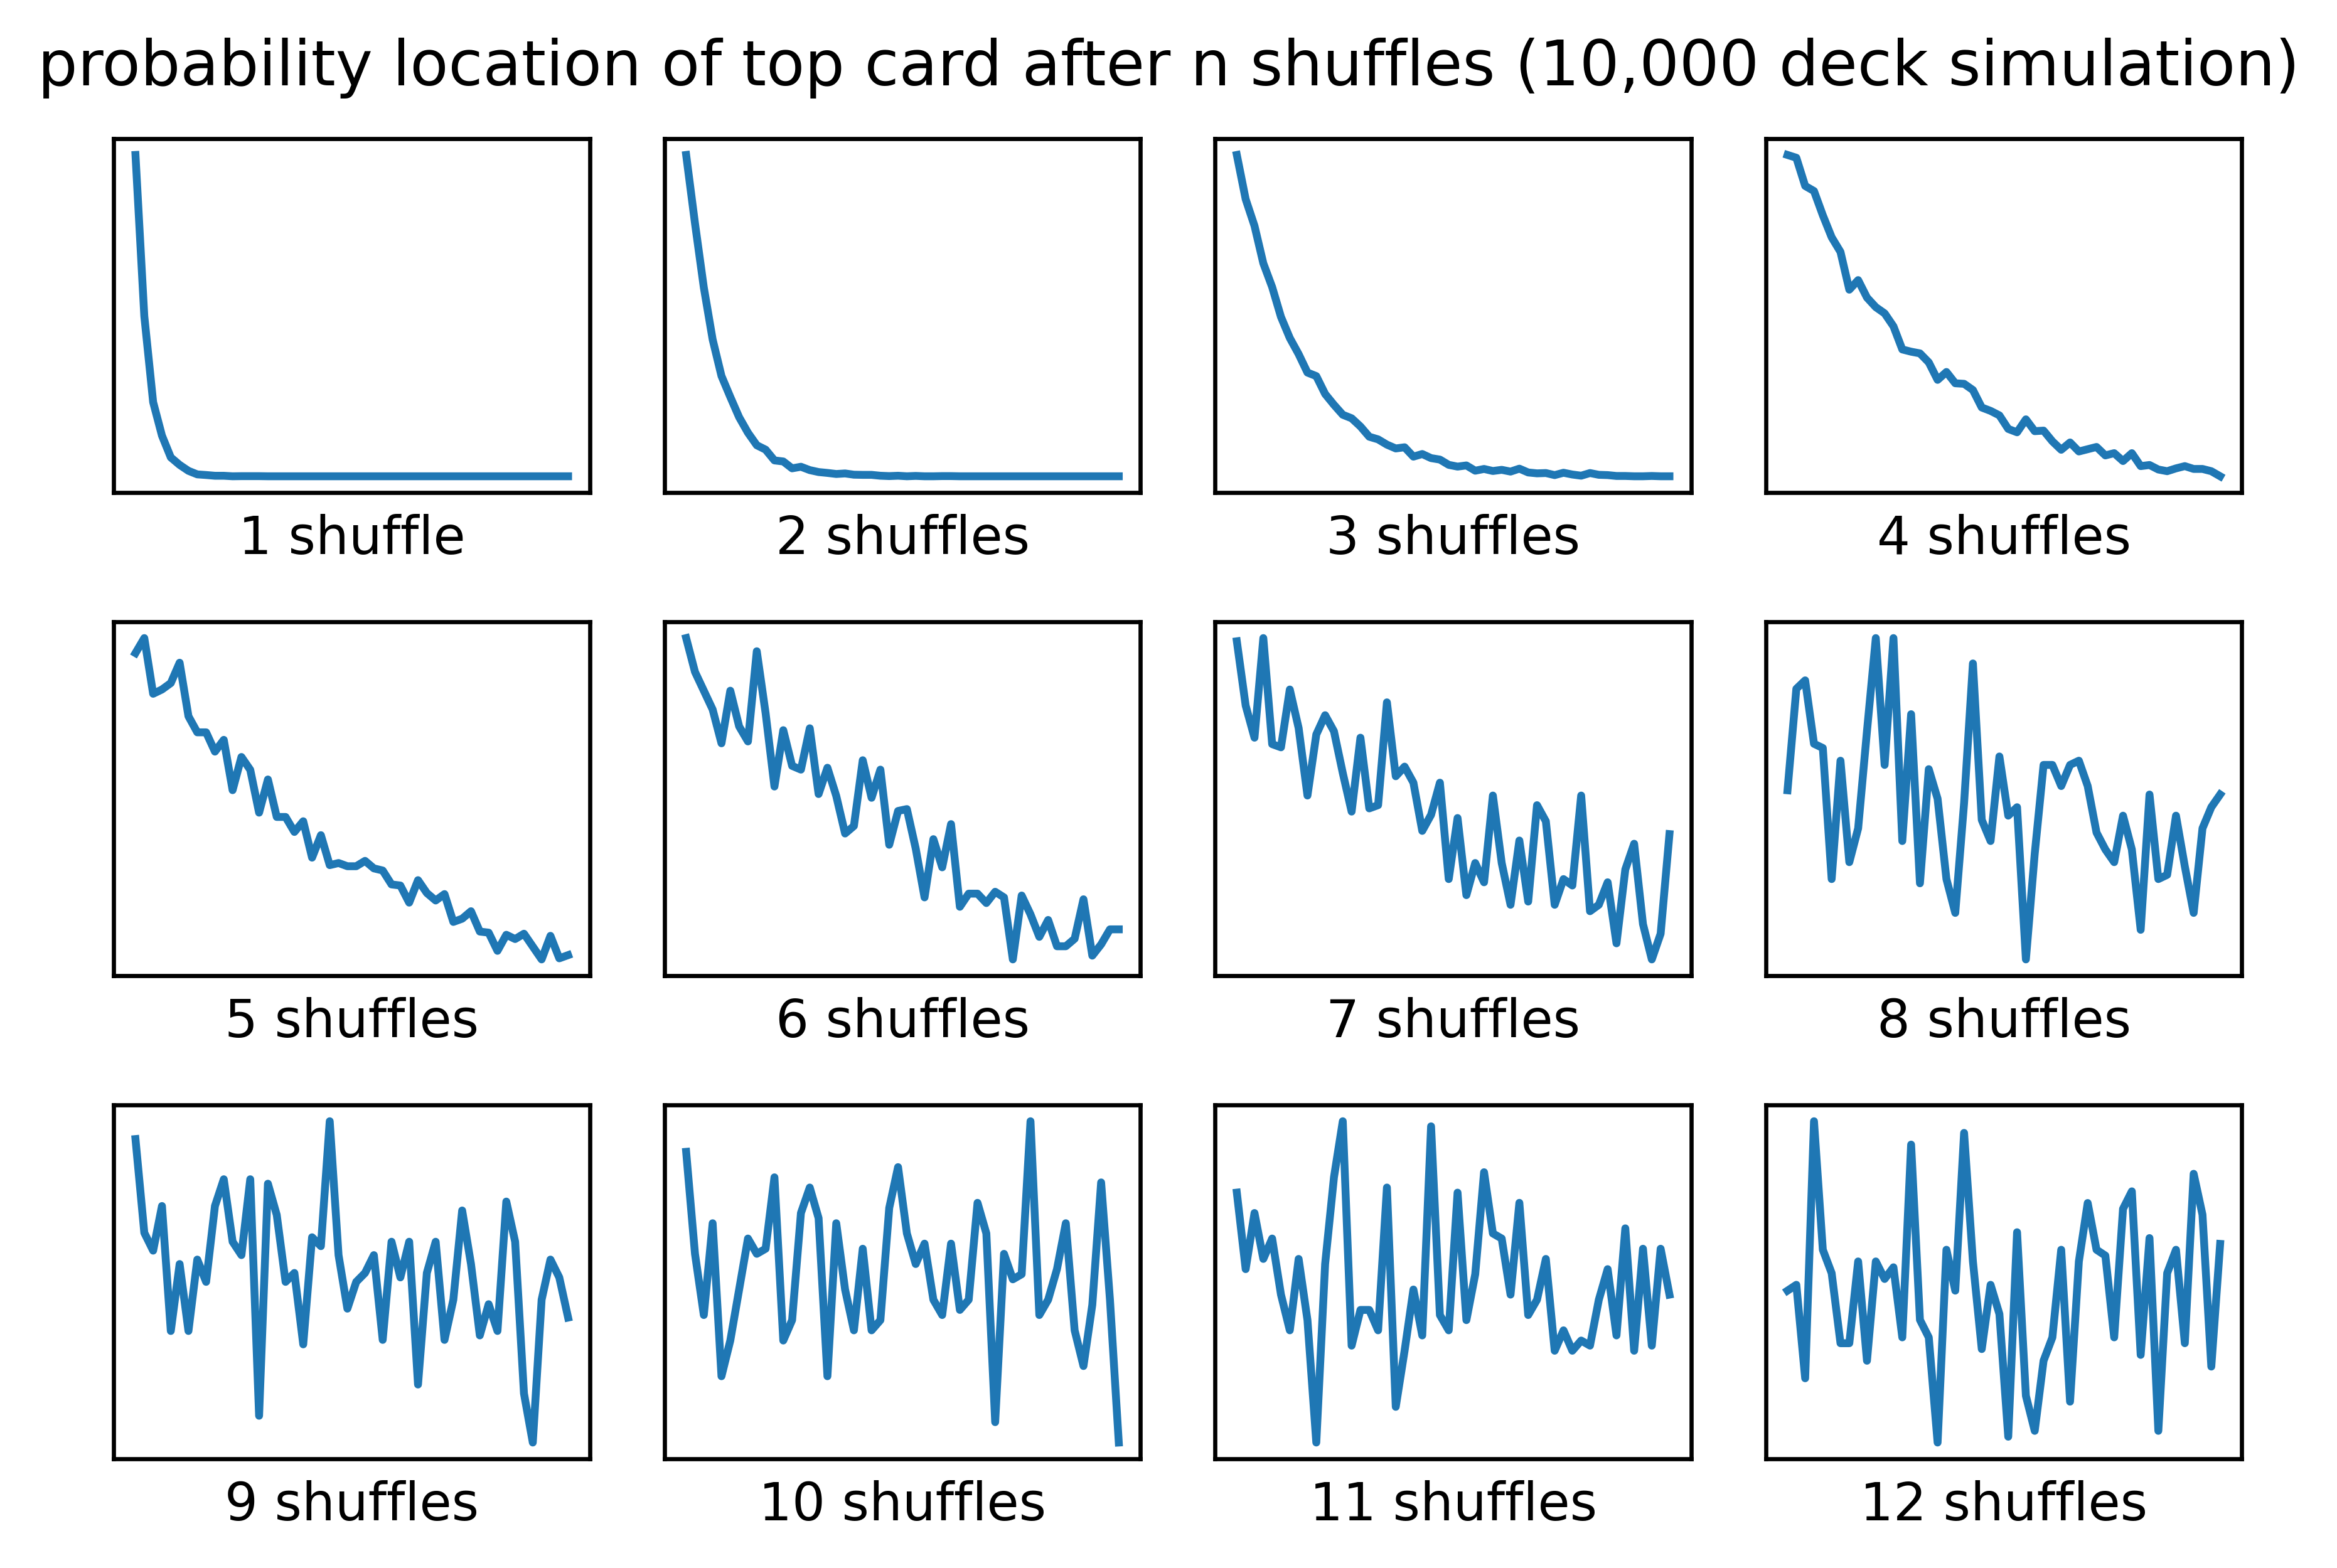 probability location of top card after n shuffles (10,000 deck simulation)
1 shuffle
2 shuffles
3 shuffles
4 shuffles
5 shuffles
6 shuffles
7 shuffles
8 shuffles
9 shuffles
10 shuffles
11 shuffles
12 shuffles